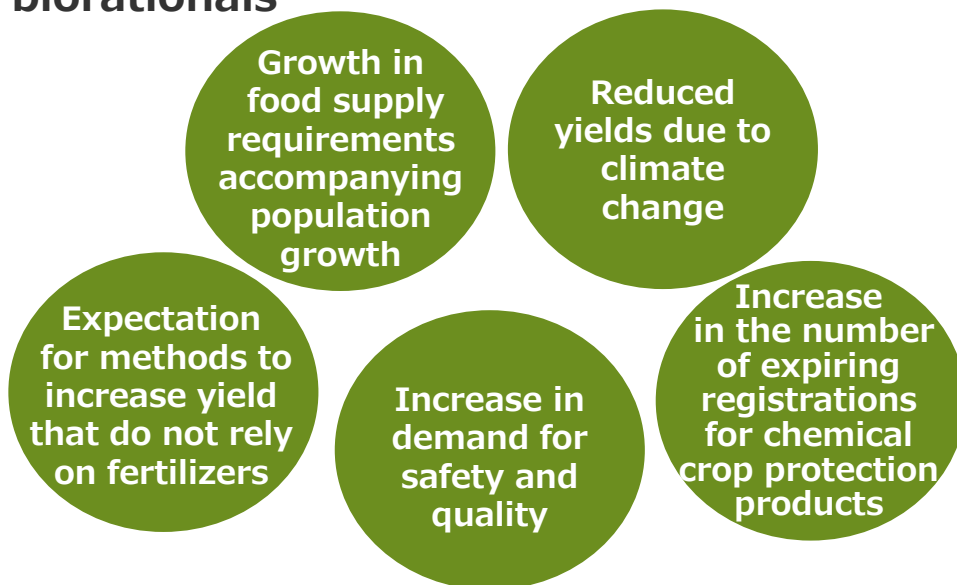 biorationals
Growth in
food supply
requirements
accompanying
population
growth
Reduced
yields due to
climate
change
Expectation
for methods to
increase yield
that do not rely
on fertilizers
Increase in
demand for
safety and
quality
Increase
in the number
of expiring
registrations
for chemical
crop protection
products